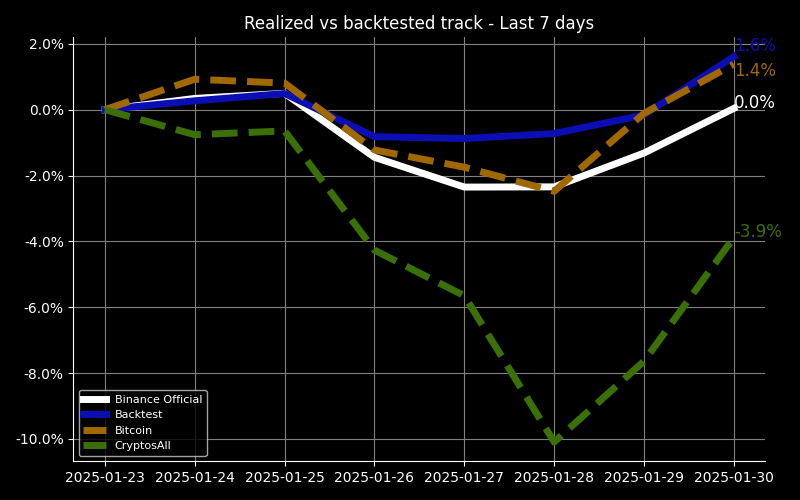 Realized vs backtested track - Last 7 days
2.0%
0.0%
-2.0%
-4.0%
-6.0%
-8.0%
-10.0%
1.6%
1.4%
0.0%
-3.9%
Binance Official
Backtest
Bitcoin
CryptosAll
2025-01-23 2025-01-24 2025-01-25 2025-01-26 2025-01-27 2025-01-28 2025-01-29 2025-01-30